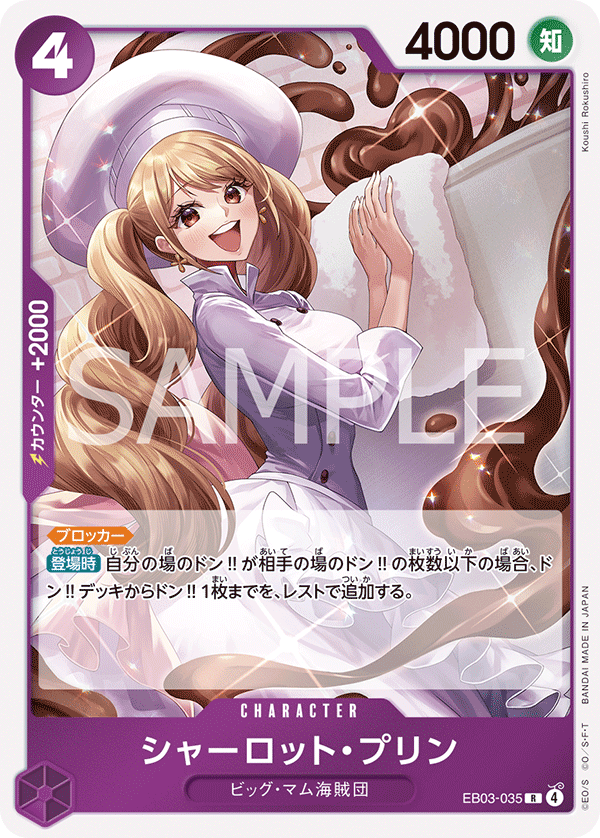 4
4000 知
Koushi Rokushiro
カウンター +2000
SAMPLE
ブロッカー
登場時 自分の場のドン!!が相手の場のドン!!の枚数以下の場合、ド
ン!!デッキからドン!!1枚までを、レストで追加する。
CHARACTER
シャーロット・プリン
ビッグ・マム海賊団
EB03-035 R 4
©EO/S ©O/S・F・T BANDAI MADE IN JAPAN